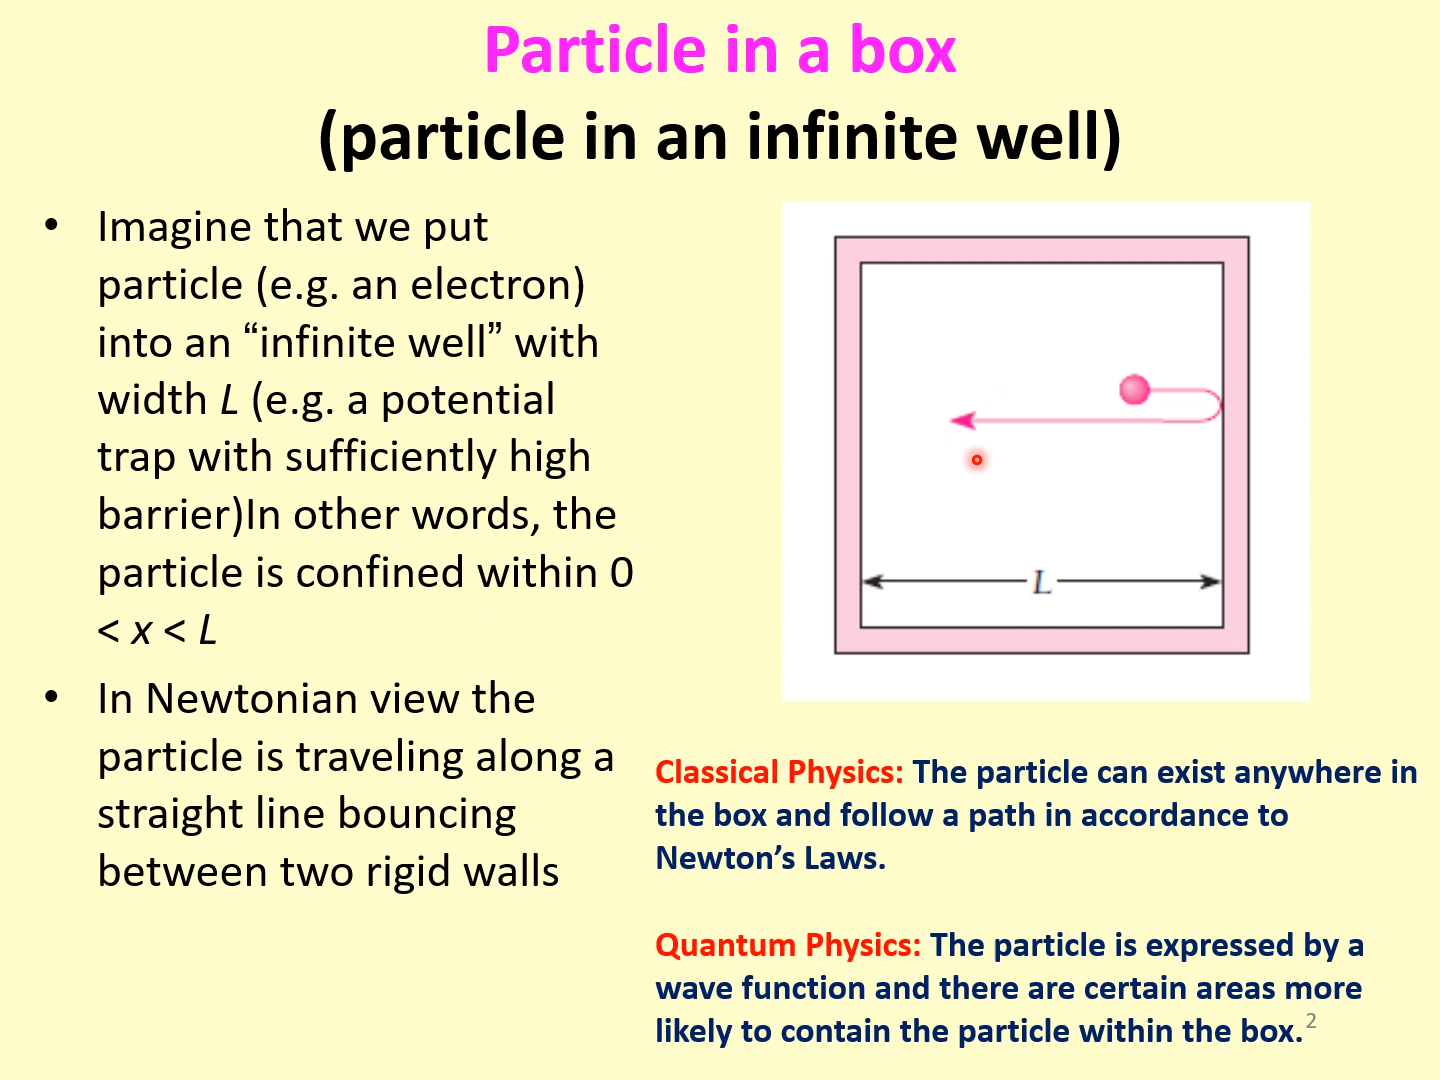 Particle in a box
(particle in an infinite well)
• Imagine that we put
particle (e.g. an electron)
into an “infinite well” with
width L (e.g. a potential
trap with sufficiently high
barrier)In other words, the
particle is confined within 0
< x < L
• In Newtonian view the
particle is traveling along a
straight line bouncing
between two rigid walls
L
Classical Physics: The particle can exist anywhere in
the box and follow a path in accordance to
Newton’s Laws.
Quantum Physics: The particle is expressed by a
wave function and there are certain areas more
likely to contain the particle within the box.
2